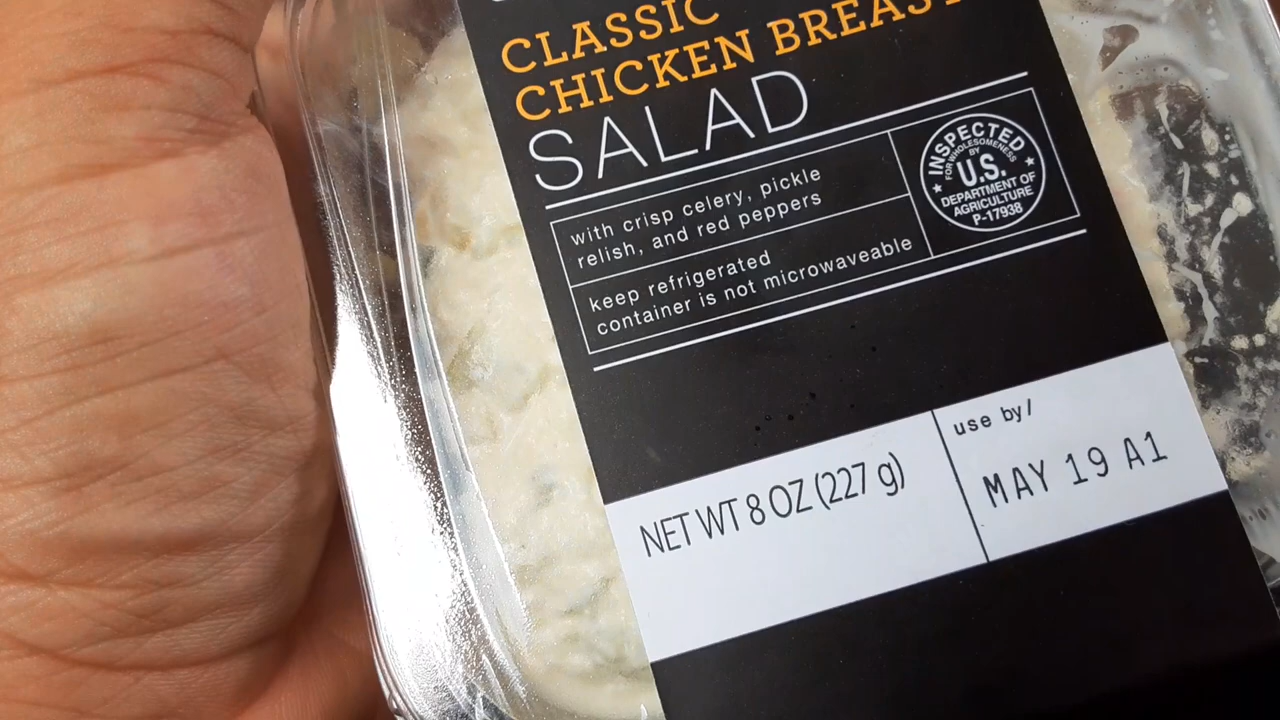 CLASSIC
CHICKEN BREAST
SALAD
with crisp celery, pickle
relish, and red peppers
keep refrigerated
container is not microwaveable
INSPECTED
FOR WHOLESOMENESS
BY
U.S.
DEPARTMENT OF
AGRICULTURE
P-17938
NET WT 8 OZ (227 g)
use by/
MAY 19 A1